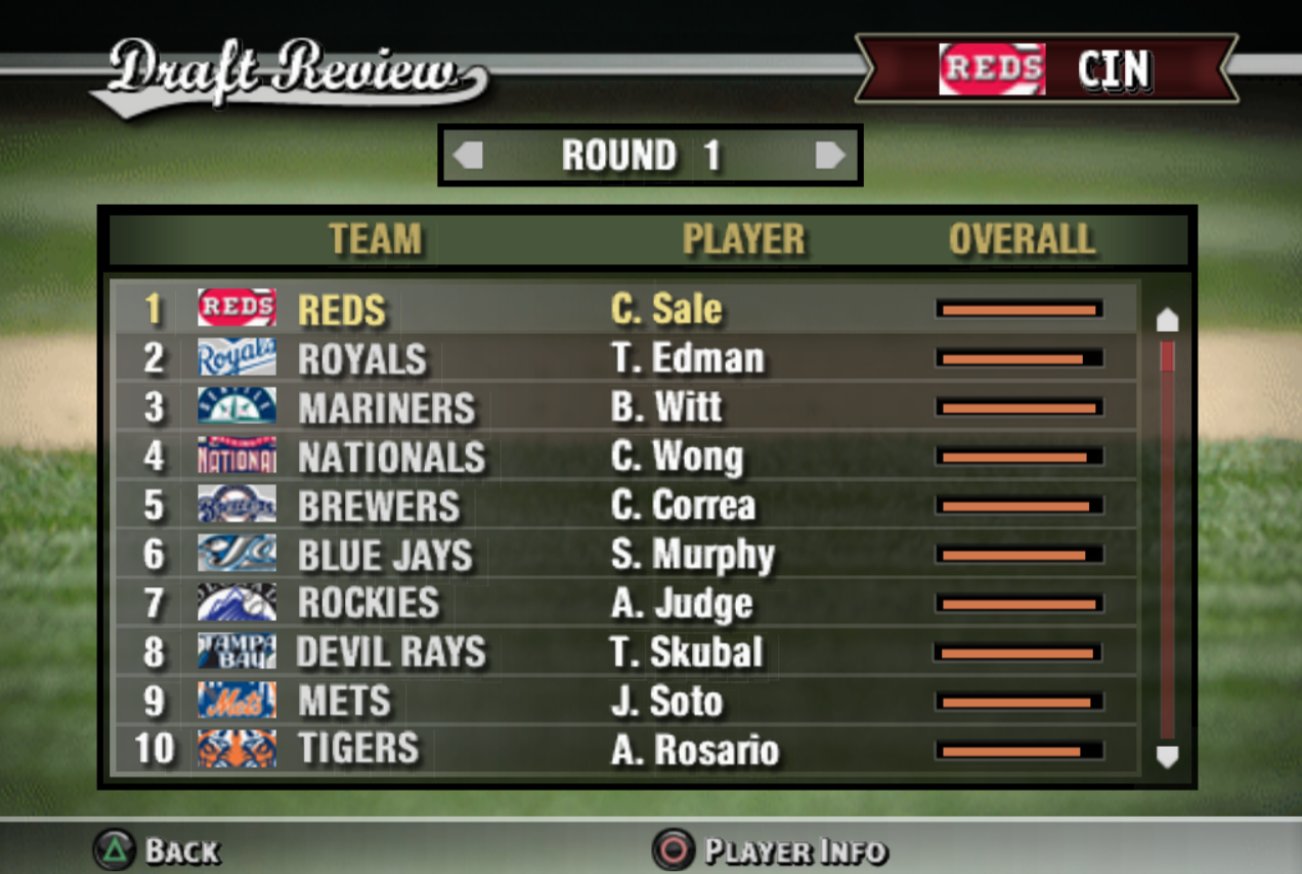 Draft Review
REDS CIN
ROUND 1
TEAM PLAYER OVERALL
1 REDS REDS C. Sale
2 Royals ROYALS T. Edman
3 MARINERS B. Witt
4 NATIONALS C. Wong
5 Brewers BREWERS C. Correa
6 BLUE JAYS S. Murphy
7 ROCKIES A. Judge
8 TAMPA BAY DEVIL RAYS T. Skubal
9 Mets METS J. Soto
10 TIGERS A. Rosario
BACK PLAYER INFO